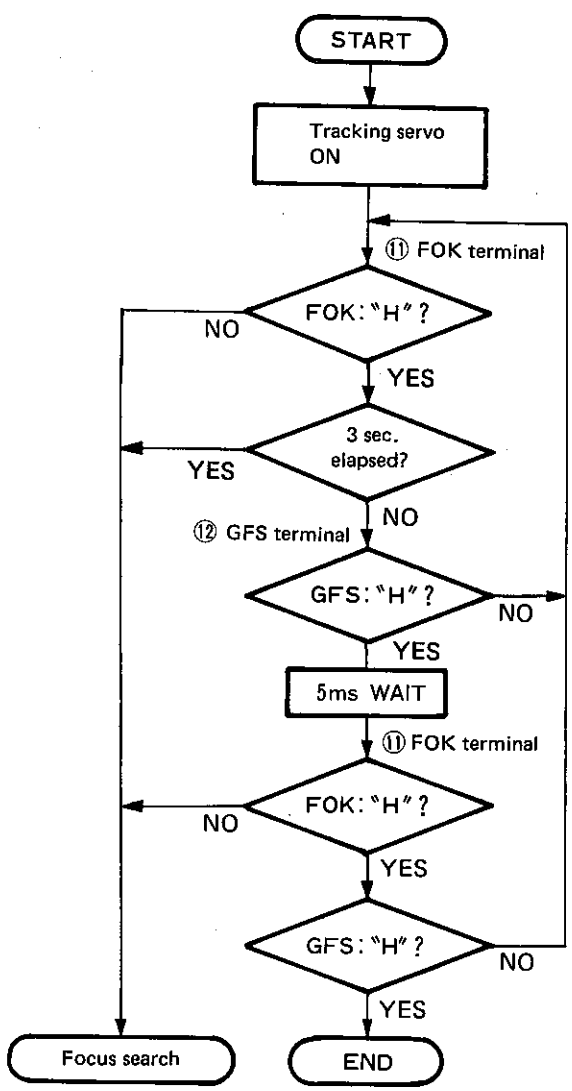 START
Tracking servo
ON
⑪ FOK terminal
FOK: "H" ?
NO
YES
3 sec.
elapsed?
YES
NO
⑫ GFS terminal
GFS: "H" ?
NO
YES
5ms WAIT
⑪ FOK terminal
FOK: "H" ?
NO
YES
GFS: "H" ?
NO
YES
Focus search
END